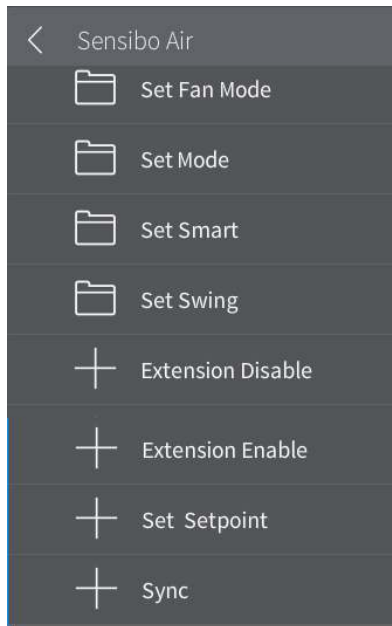 Sensibo Air
Set Fan Mode
Set Mode
Set Smart
Set Swing
Extension Disable
Extension Enable
Set Setpoint
Sync